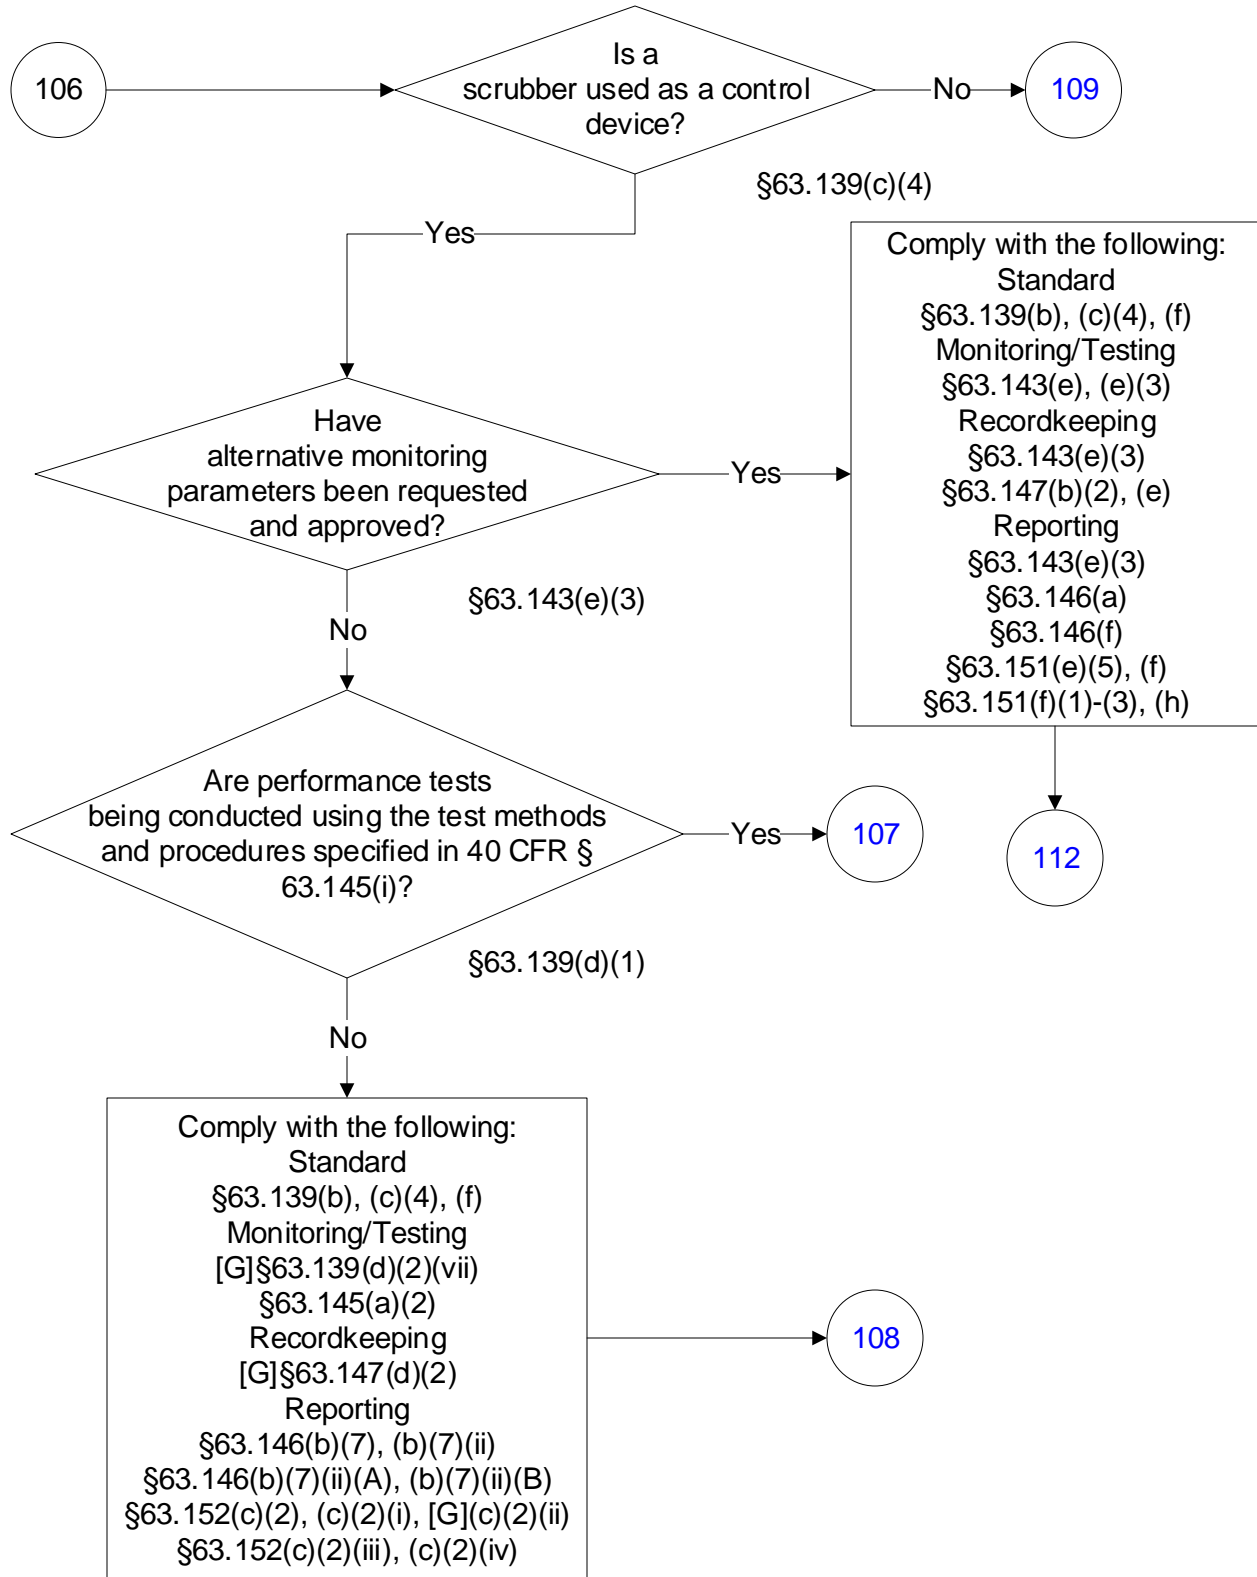 106
Is a
scrubber used as a control
device?
No
109
§63.139(c)(4)
Yes
Comply with the following:
Standard
§63.139(b), (c)(4), (f)
Monitoring/Testing
§63.143(e), (e)(3)
Recordkeeping
§63.143(e)(3)
§63.147(b)(2), (e)
Reporting
§63.143(e)(3)
§63.146(a)
§63.146(f)
§63.151(e)(5), (f)
§63.151(f)(1)-(3), (h)
Have
alternative monitoring
parameters been requested
and approved?
Yes
§63.143(e)(3)
No
Are performance tests
being conducted using the test methods
and procedures specified in 40 CFR §
63.145(i)?
Yes
107
112
§63.139(d)(1)
No
Comply with the following:
Standard
§63.139(b), (c)(4), (f)
Monitoring/Testing
[G]§63.139(d)(2)(vii)
§63.145(a)(2)
Recordkeeping
[G]§63.147(d)(2)
Reporting
§63.146(b)(7), (b)(7)(ii)
§63.146(b)(7)(ii)(A), (b)(7)(ii)(B)
§63.152(c)(2), (c)(2)(i), [G](c)(2)(ii)
§63.152(c)(2)(iii), (c)(2)(iv)
108